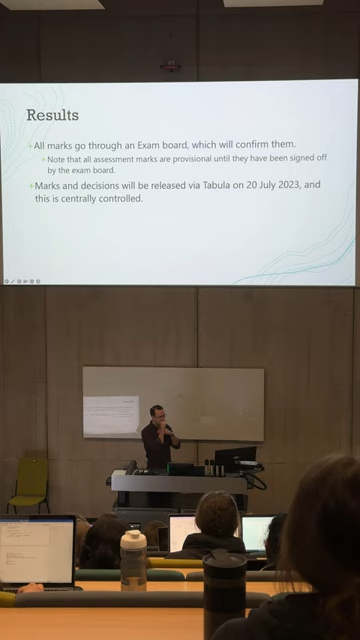 Results
All marks go through an Exam board, which will confirm them.
Note that all assessment marks are provisional until they have been signed off
by the exam board.
Marks and decisions will be released via Tabula on 20 July 2023, and
this is centrally controlled.